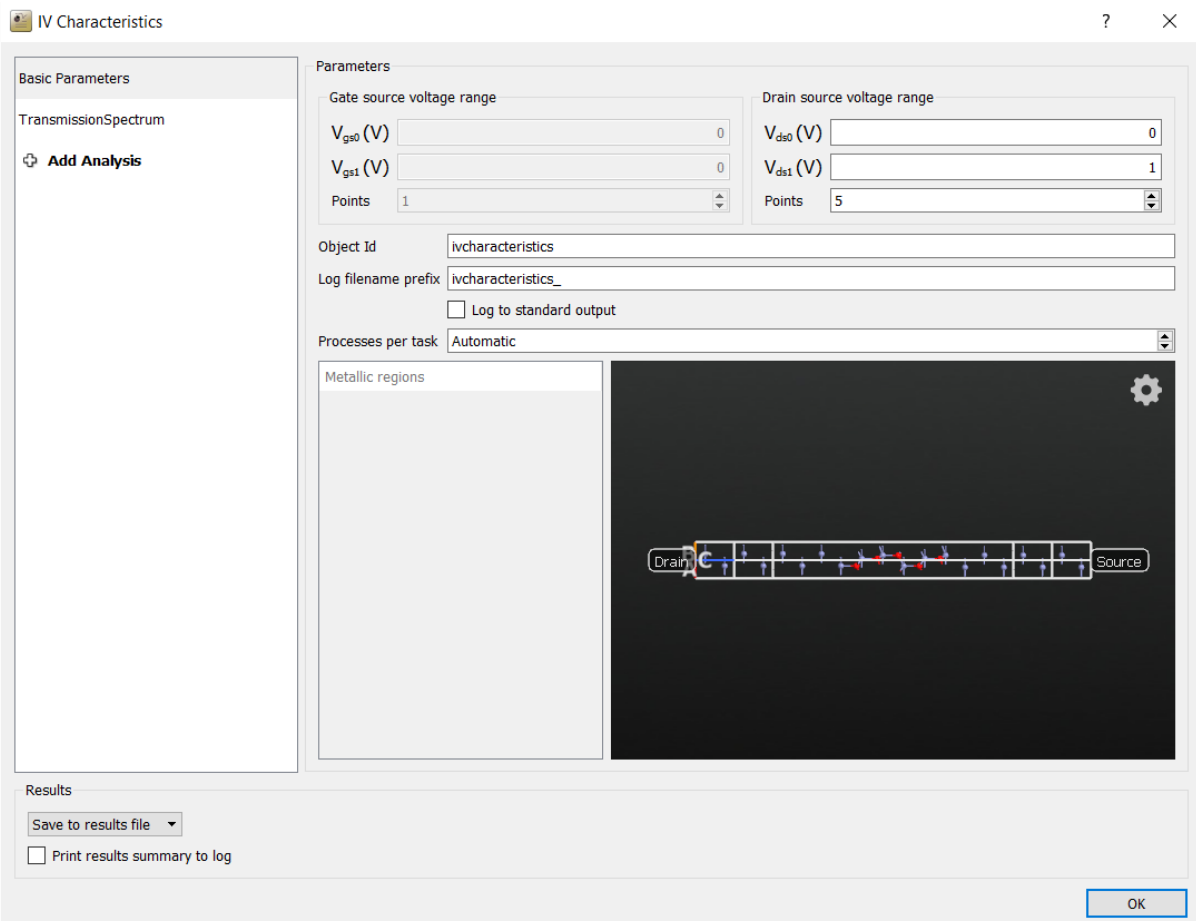 IV Characteristics
?
Basic Parameters
TransmissionSpectrum
Add Analysis
Parameters
Gate source voltage range
Vgs0 (V) 0
Vgs1 (V) 0
Points 1
Drain source voltage range
Vds0 (V) 0
Vds1 (V) 1
Points 5
Object Id ivcharacteristics
Log filename prefix ivcharacteristics_
Log to standard output
Processes per task Automatic
Metallic regions
Drain B A C Source
Results
Save to results file
Print results summary to log
OK